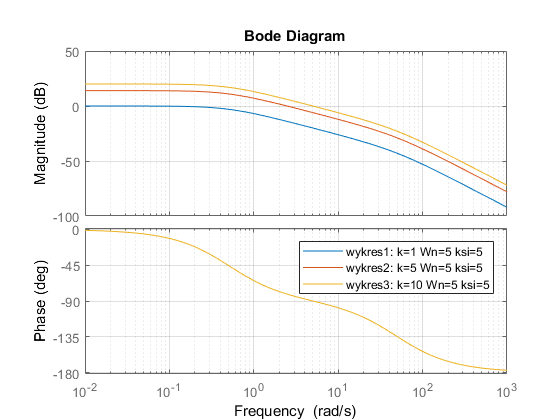 Bode Diagram
50
0
-50
-100
Magnitude (dB)
0
-45
-90
-135
-180
Phase (deg)
wykres1: k=1 Wn=5 ksi=5
wykres2: k=5 Wn=5 ksi=5
wykres3: k=10 Wn=5 ksi=5
10^-2 10^-1 10^0 10^1 10^2 10^3
Frequency (rad/s)